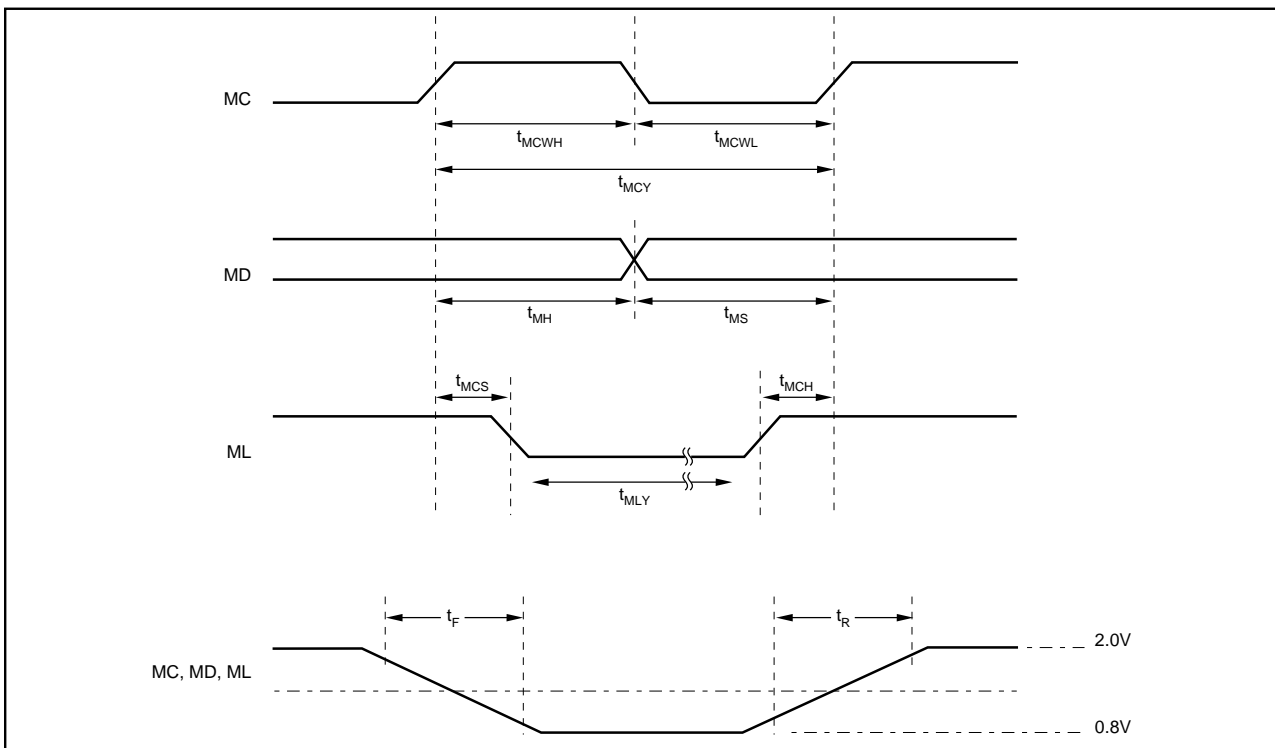 MC
tMCWH
tMCWL
tMCY
MD
tMH
tMS
tMCS
tMCH
ML
tMLY
tF
tR
2.0V
MC, MD, ML
0.8V